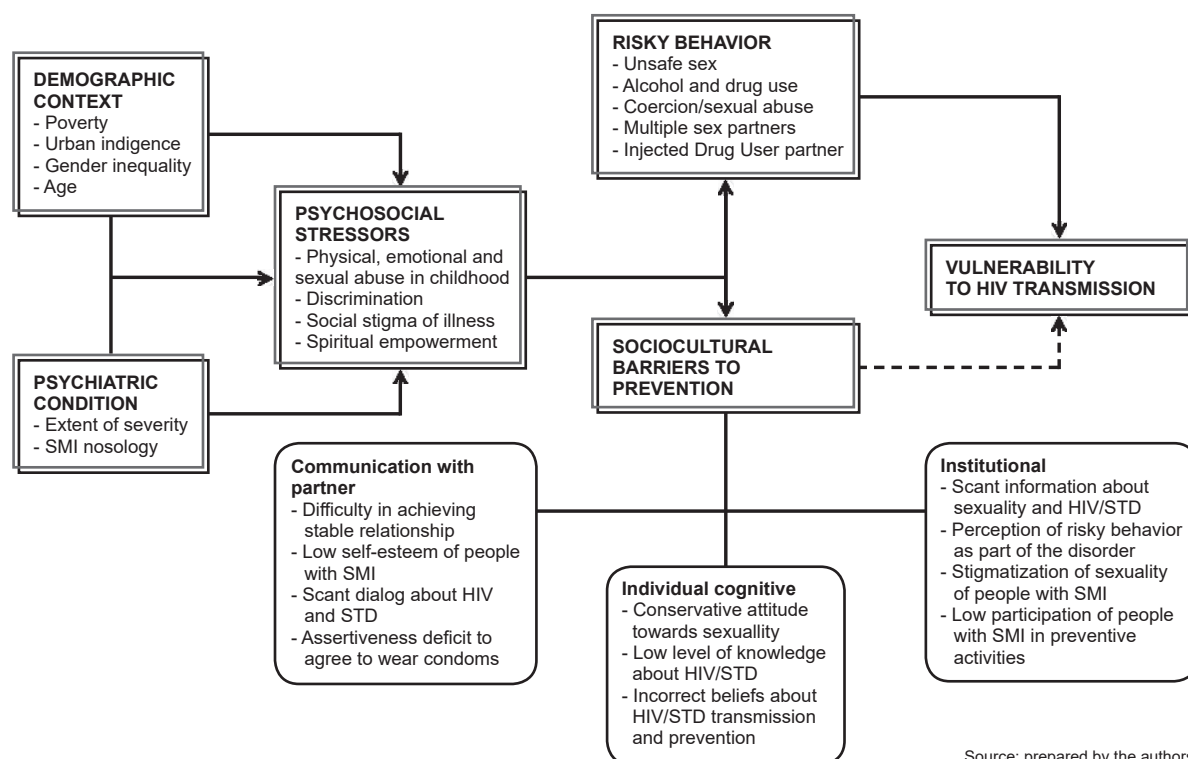 DEMOGRAPHIC
CONTEXT
- Poverty
- Urban indigence
- Gender inequality
- Age
PSYCHIATRIC
CONDITION
- Extent of severity
- SMI nosology
PSYCHOSOCIAL
STRESSORS
- Physical, emotional and
sexual abuse in childhood
- Discrimination
- Social stigma of illness
- Spiritual empowerment
RISKY BEHAVIOR
- Unsafe sex
- Alcohol and drug use
- Coercion/sexual abuse
- Multiple sex partners
- Injected Drug User partner
SOCIOCULTURAL
BARRIERS TO
PREVENTION
VULNERABILITY
TO HIV TRANSMISSION
Communication with
partner
- Difficulty in achieving
stable relationship
- Low self-esteem of people
with SMI
- Scant dialog about HIV
and STD
- Assertiveness deficit to
agree to wear condoms
Individual cognitive
- Conservative attitude
towards sexuallity
- Low level of knowledge
about HIV/STD
- Incorrect beliefs about
HIV/STD transmission
and prevention
Institutional
- Scant information about
sexuality and HIV/STD
- Perception of risky behavior
as part of the disorder
- Stigmatization of sexuality
of people with SMI
- Low participation of people
with SMI in preventive
activities
Source: prepared by the authors